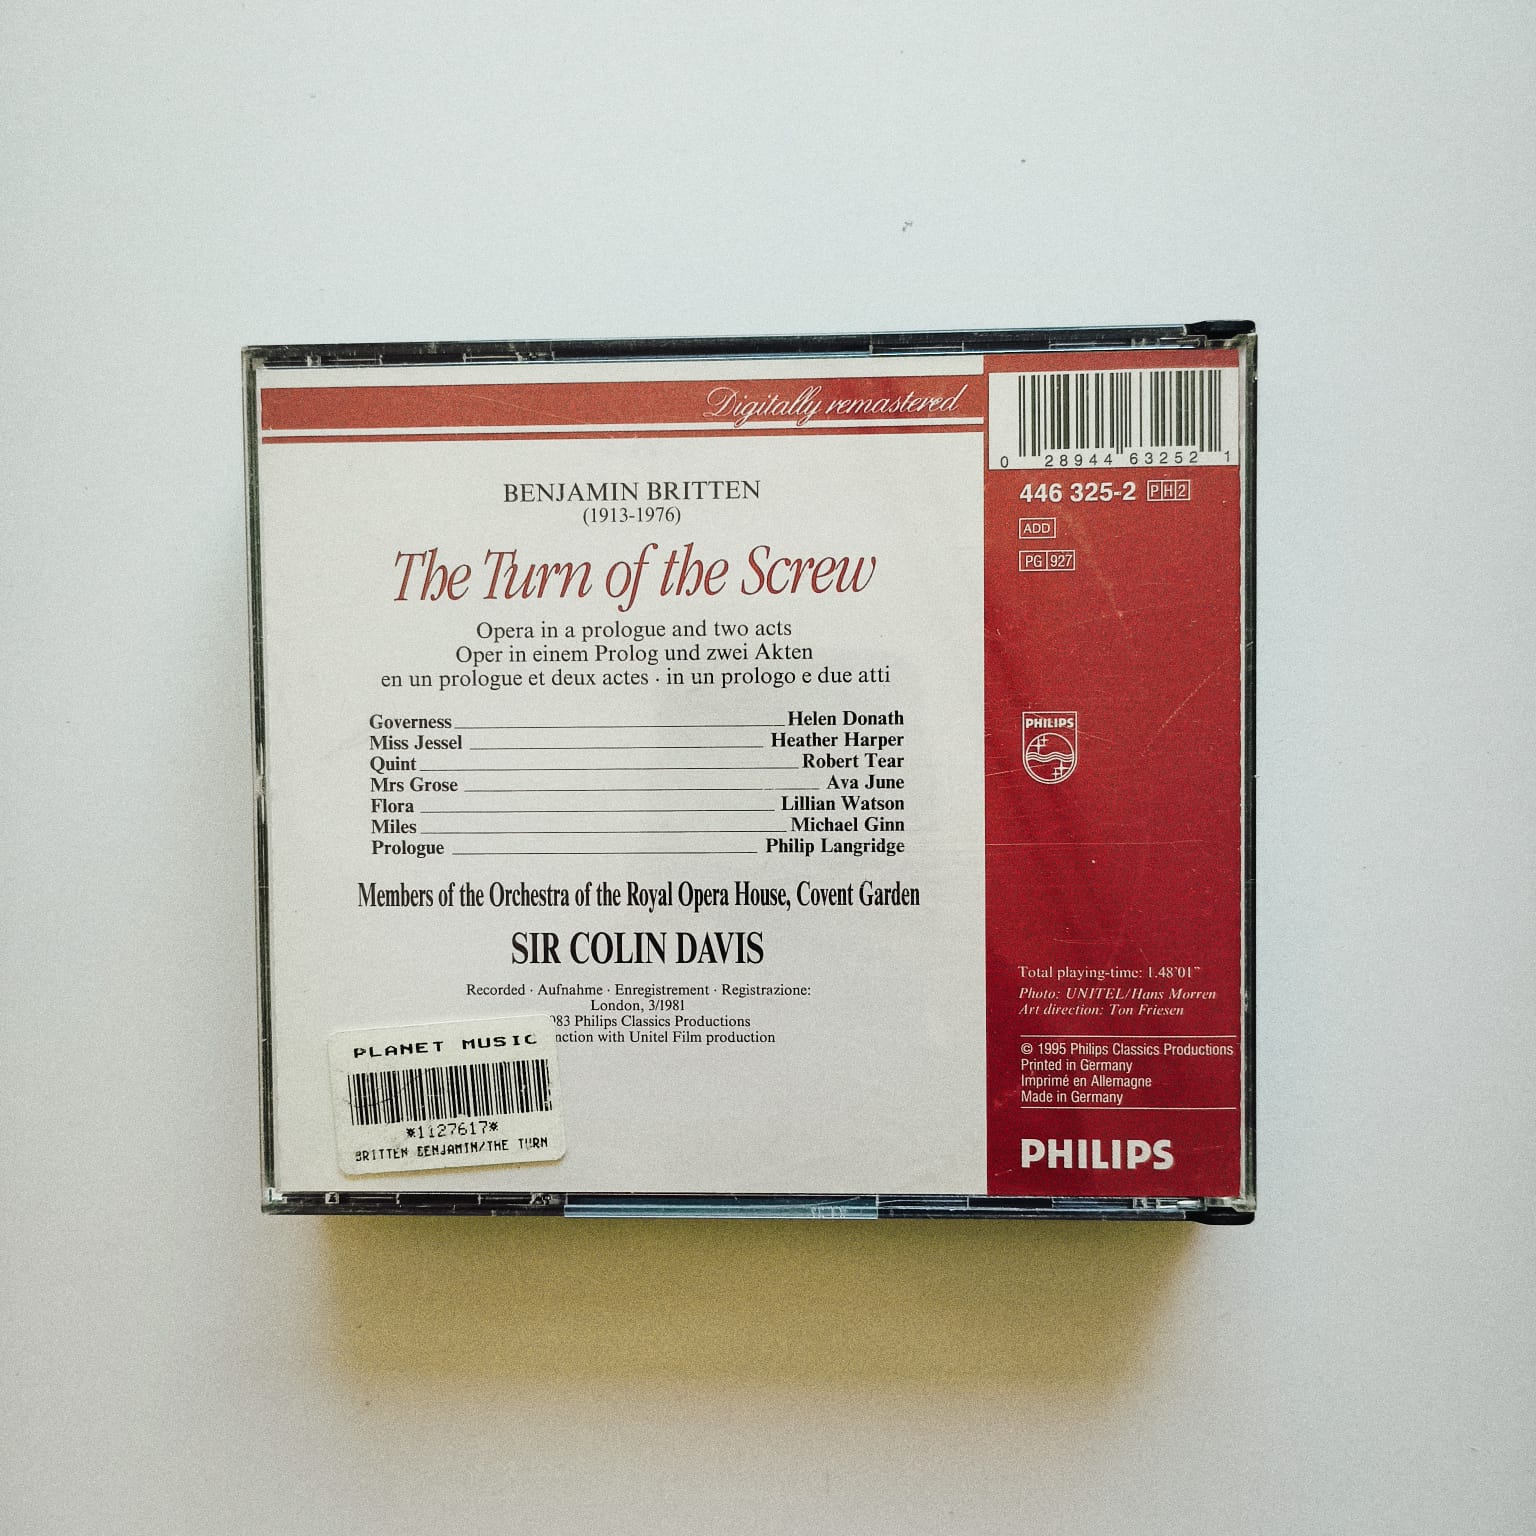 Digitally remastered
BENJAMIN BRITTEN
(1913-1976)
The Turn of the Screw
Opera in a prologue and two acts
Oper in einem Prolog und zwei Akten
en un prologue et deux actes · in un prologo e due atti
Governess Helen Donath
Miss Jessel Heather Harper
Quint Robert Tear
Mrs Grose Ava June
Flora Lillian Watson
Miles Michael Ginn
Prologue Philip Langridge
Members of the Orchestra of the Royal Opera House, Covent Garden
SIR COLIN DAVIS
Recorded · Aufnahme · Enregistrement · Registrazione:
London, 3/1981
83 Philips Classics Productions
with Unitel Film production
PLANET MUSIC
*1127617*
BRITTEN BENJAMIN/THE TURN
0 28944 63252 1
446 325-2 PH2
ADD
PG 927
PHILIPS
Total playing-time: 1.48'01"
Photo: UNITEL/Hans Morren
Art direction: Ton Friesen
© 1995 Philips Classics Productions
Printed in Germany
Imprimé en Allemagne
Made in Germany
PHILIPS